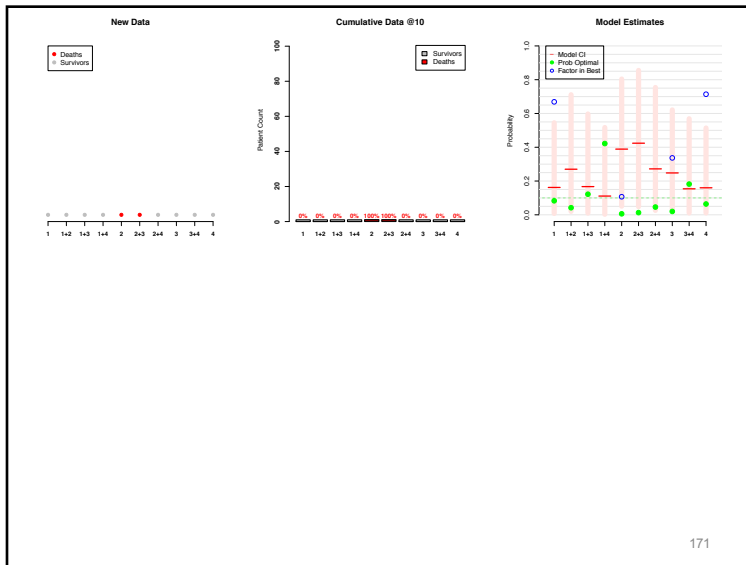 New Data
Deaths
Survivors
1 1+2 1+3 1+4 2 2+3 2+4 3 3+4 4
Cumulative Data @10
Survivors
Deaths
Patient Count
100
80
60
40
20
0
0% 0% 0% 0% 100% 100% 0% 0% 0% 0%
1 1+2 1+3 1+4 2 2+3 2+4 3 3+4 4
Model Estimates
Model CI
Prob Optimal
Factor in Best
Probability
1.0
0.8
0.6
0.4
0.2
0.0
1 1+2 1+3 1+4 2 2+3 2+4 3 3+4 4
171